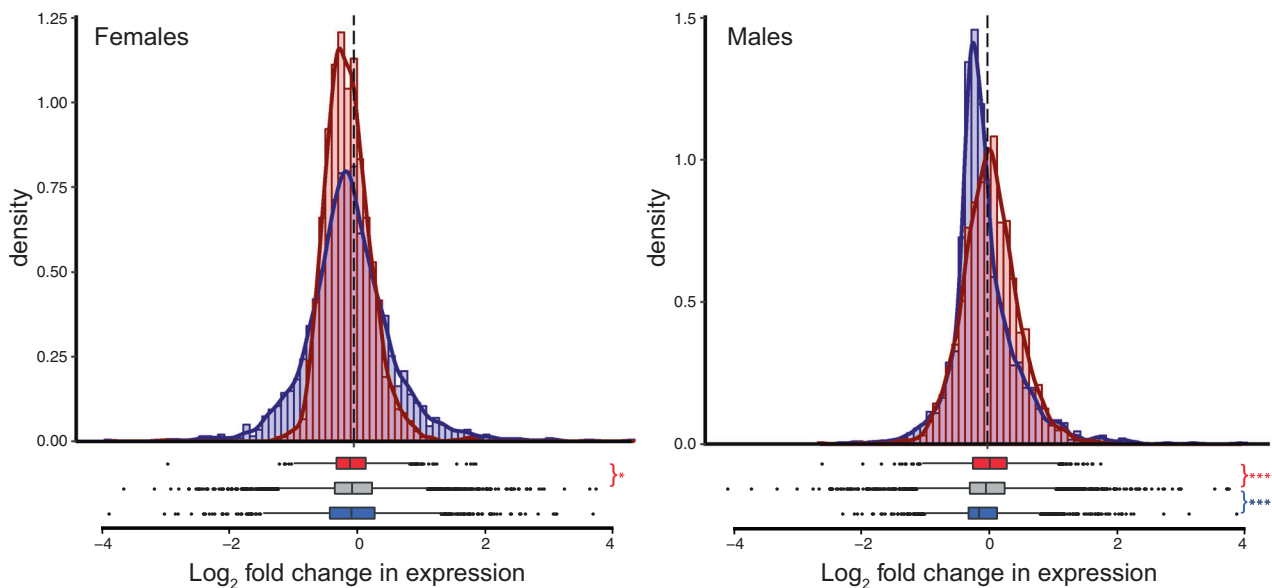 Females
1.25
1.00
0.75
0.50
0.25
0.00
density
*
−4 −2 0 2 4
Log2 fold change in expression
Males
1.5
1.0
0.5
0.0
density
***
***
−4 −2 0 2 4
Log2 fold change in expression